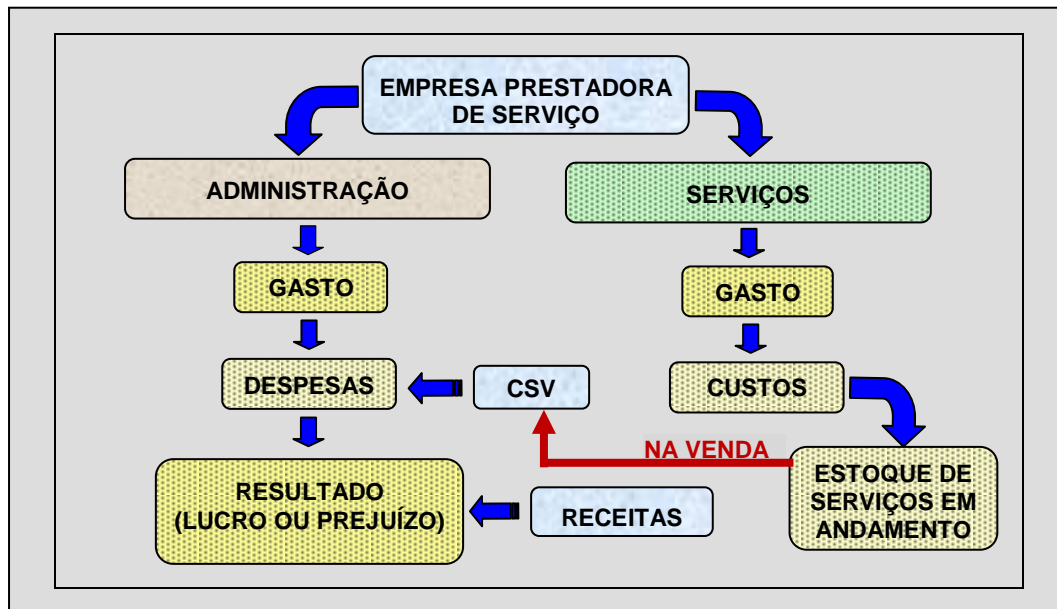 EMPRESA PRESTADORA
DE SERVIÇO
ADMINISTRAÇÃO
SERVIÇOS
GASTO
GASTO
DESPESAS
CSV
CUSTOS
NA VENDA
RESULTADO
(LUCRO OU PREJUÍZO)
RECEITAS
ESTOQUE DE
SERVIÇOS EM
ANDAMENTO